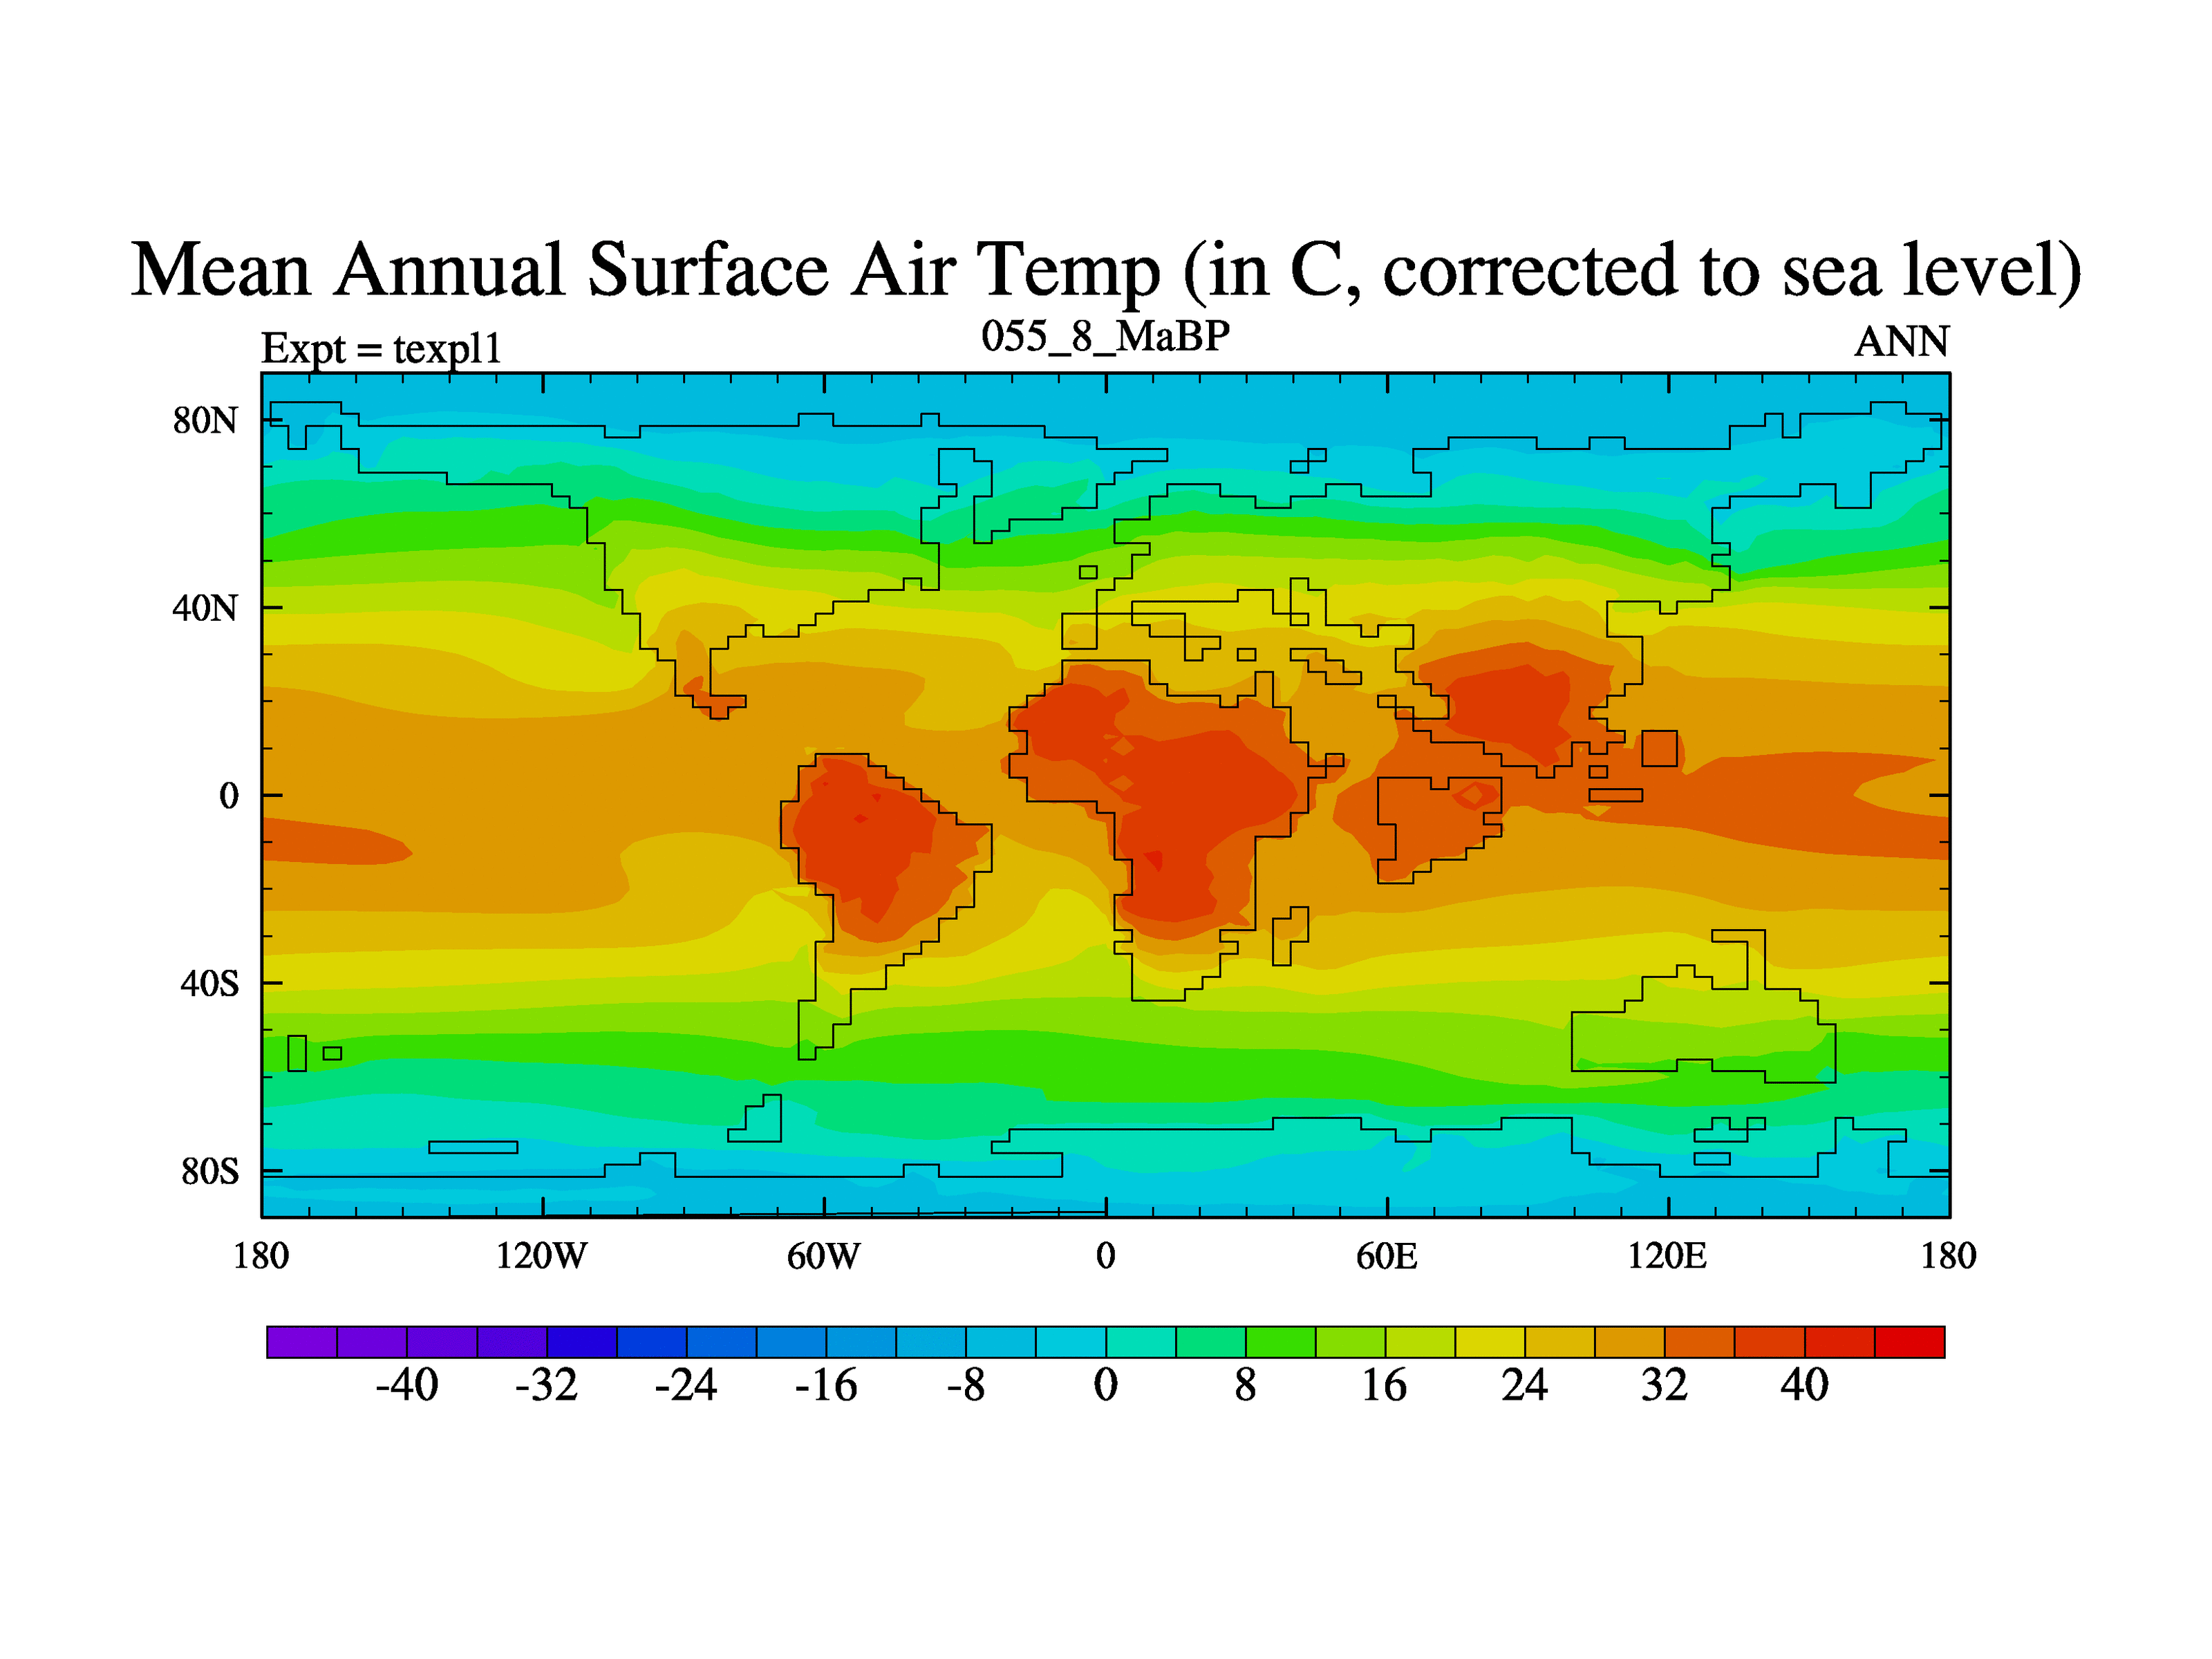 Mean Annual Surface Air Temp (in C, corrected to sea level)
Expt = texpl1 055_8_MaBP ANN
80N
40N
0
40S
80S
180 120W 60W 0 60E 120E 180
-40 -32 -24 -16 -8 0 8 16 24 32 40